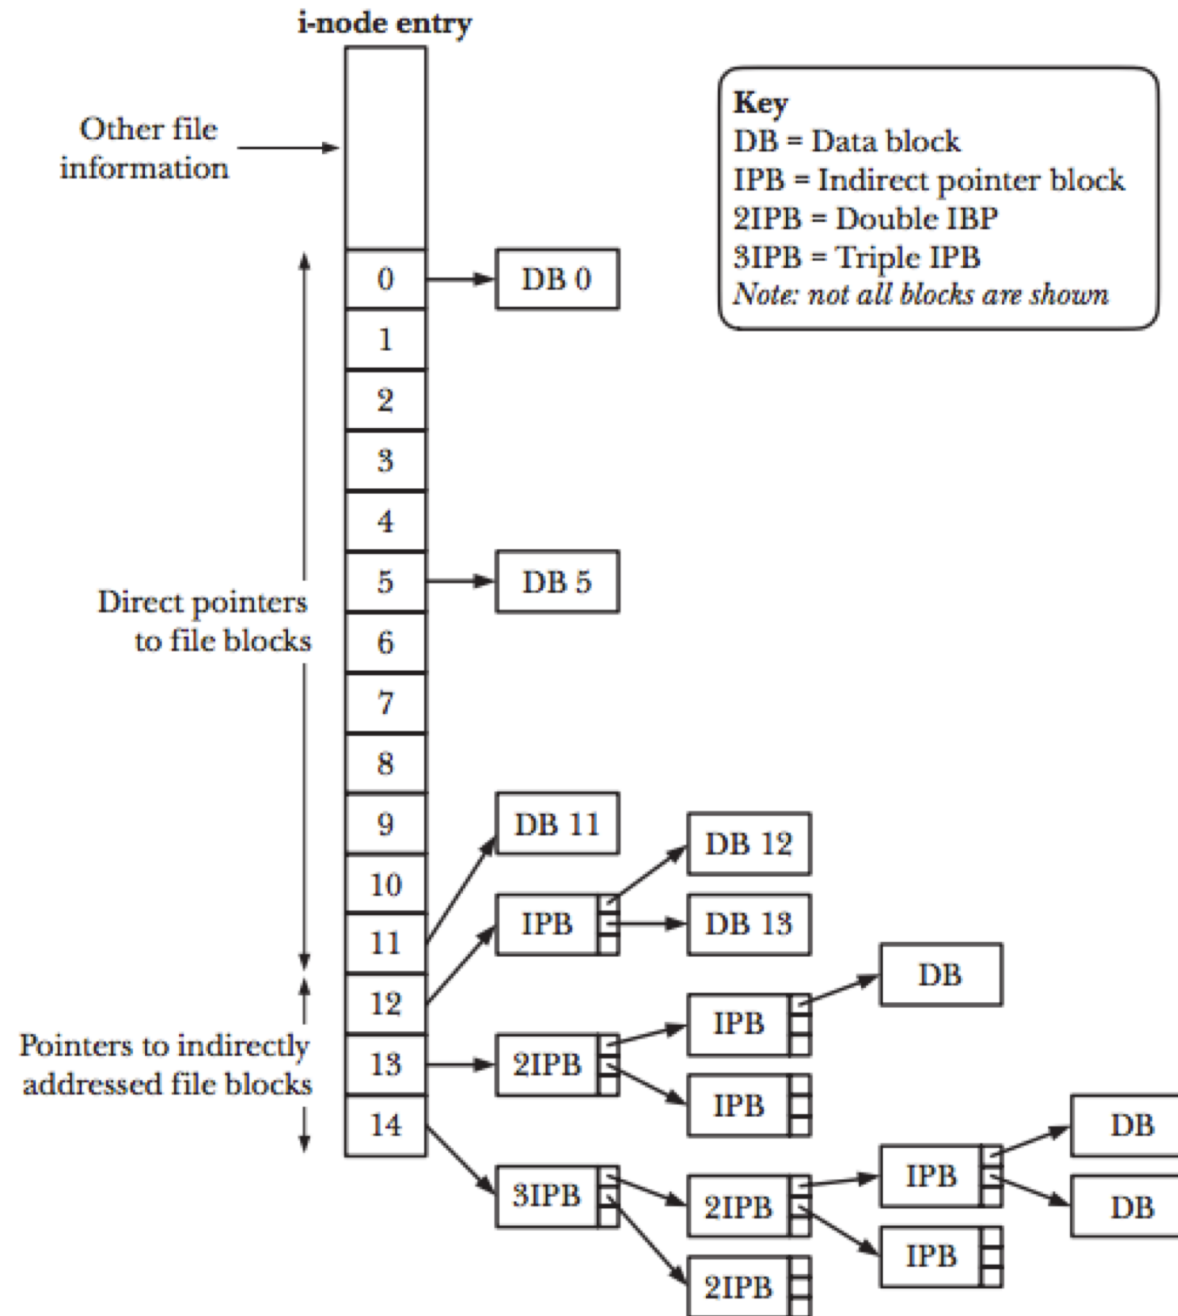 i-node entry
Other file
information
Key
DB = Data block
IPB = Indirect pointer block
2IPB = Double IBP
3IPB = Triple IPB
Note: not all blocks are shown
0
DB 0
1
2
3
4
5
DB 5
Direct pointers
to file blocks
6
7
8
9
DB 11
DB 12
10
IPB
DB 13
11
DB
12
IPB
Pointers to indirectly
addressed file blocks
13
2IPB
IPB
14
DB
3IPB
2IPB
IPB
DB
IPB
2IPB